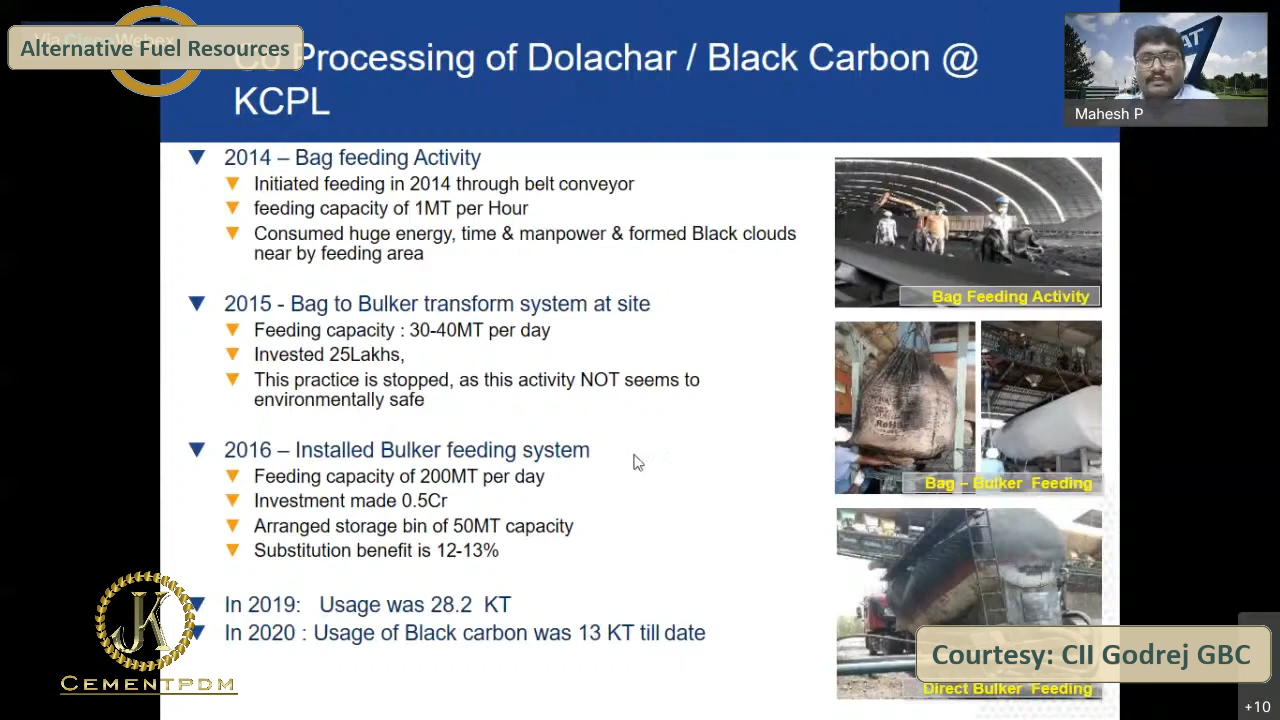 Via Cisco Webex
Alternative Fuel Resources
Co Processing of Dolachar / Black Carbon @
KCPL
Mahesh P
2014 – Bag feeding Activity
Initiated feeding in 2014 through belt conveyor
feeding capacity of 1MT per Hour
Consumed huge energy, time & manpower & formed Black clouds
near by feeding area
Bag Feeding Activity
2015 - Bag to Bulker transform system at site
Feeding capacity : 30-40MT per day
Invested 25Lakhs,
This practice is stopped, as this activity NOT seems to
environmentally safe
Bag – Bulker Feeding
2016 – Installed Bulker feeding system
Feeding capacity of 200MT per day
Investment made 0.5Cr
Arranged storage bin of 50MT capacity
Substitution benefit is 12-13%
In 2019: Usage was 28.2 KT
In 2020 : Usage of Black carbon was 13 KT till date
JK
CEMENTPDM
Courtesy: CII Godrej GBC
Direct Bulker Feeding
+10